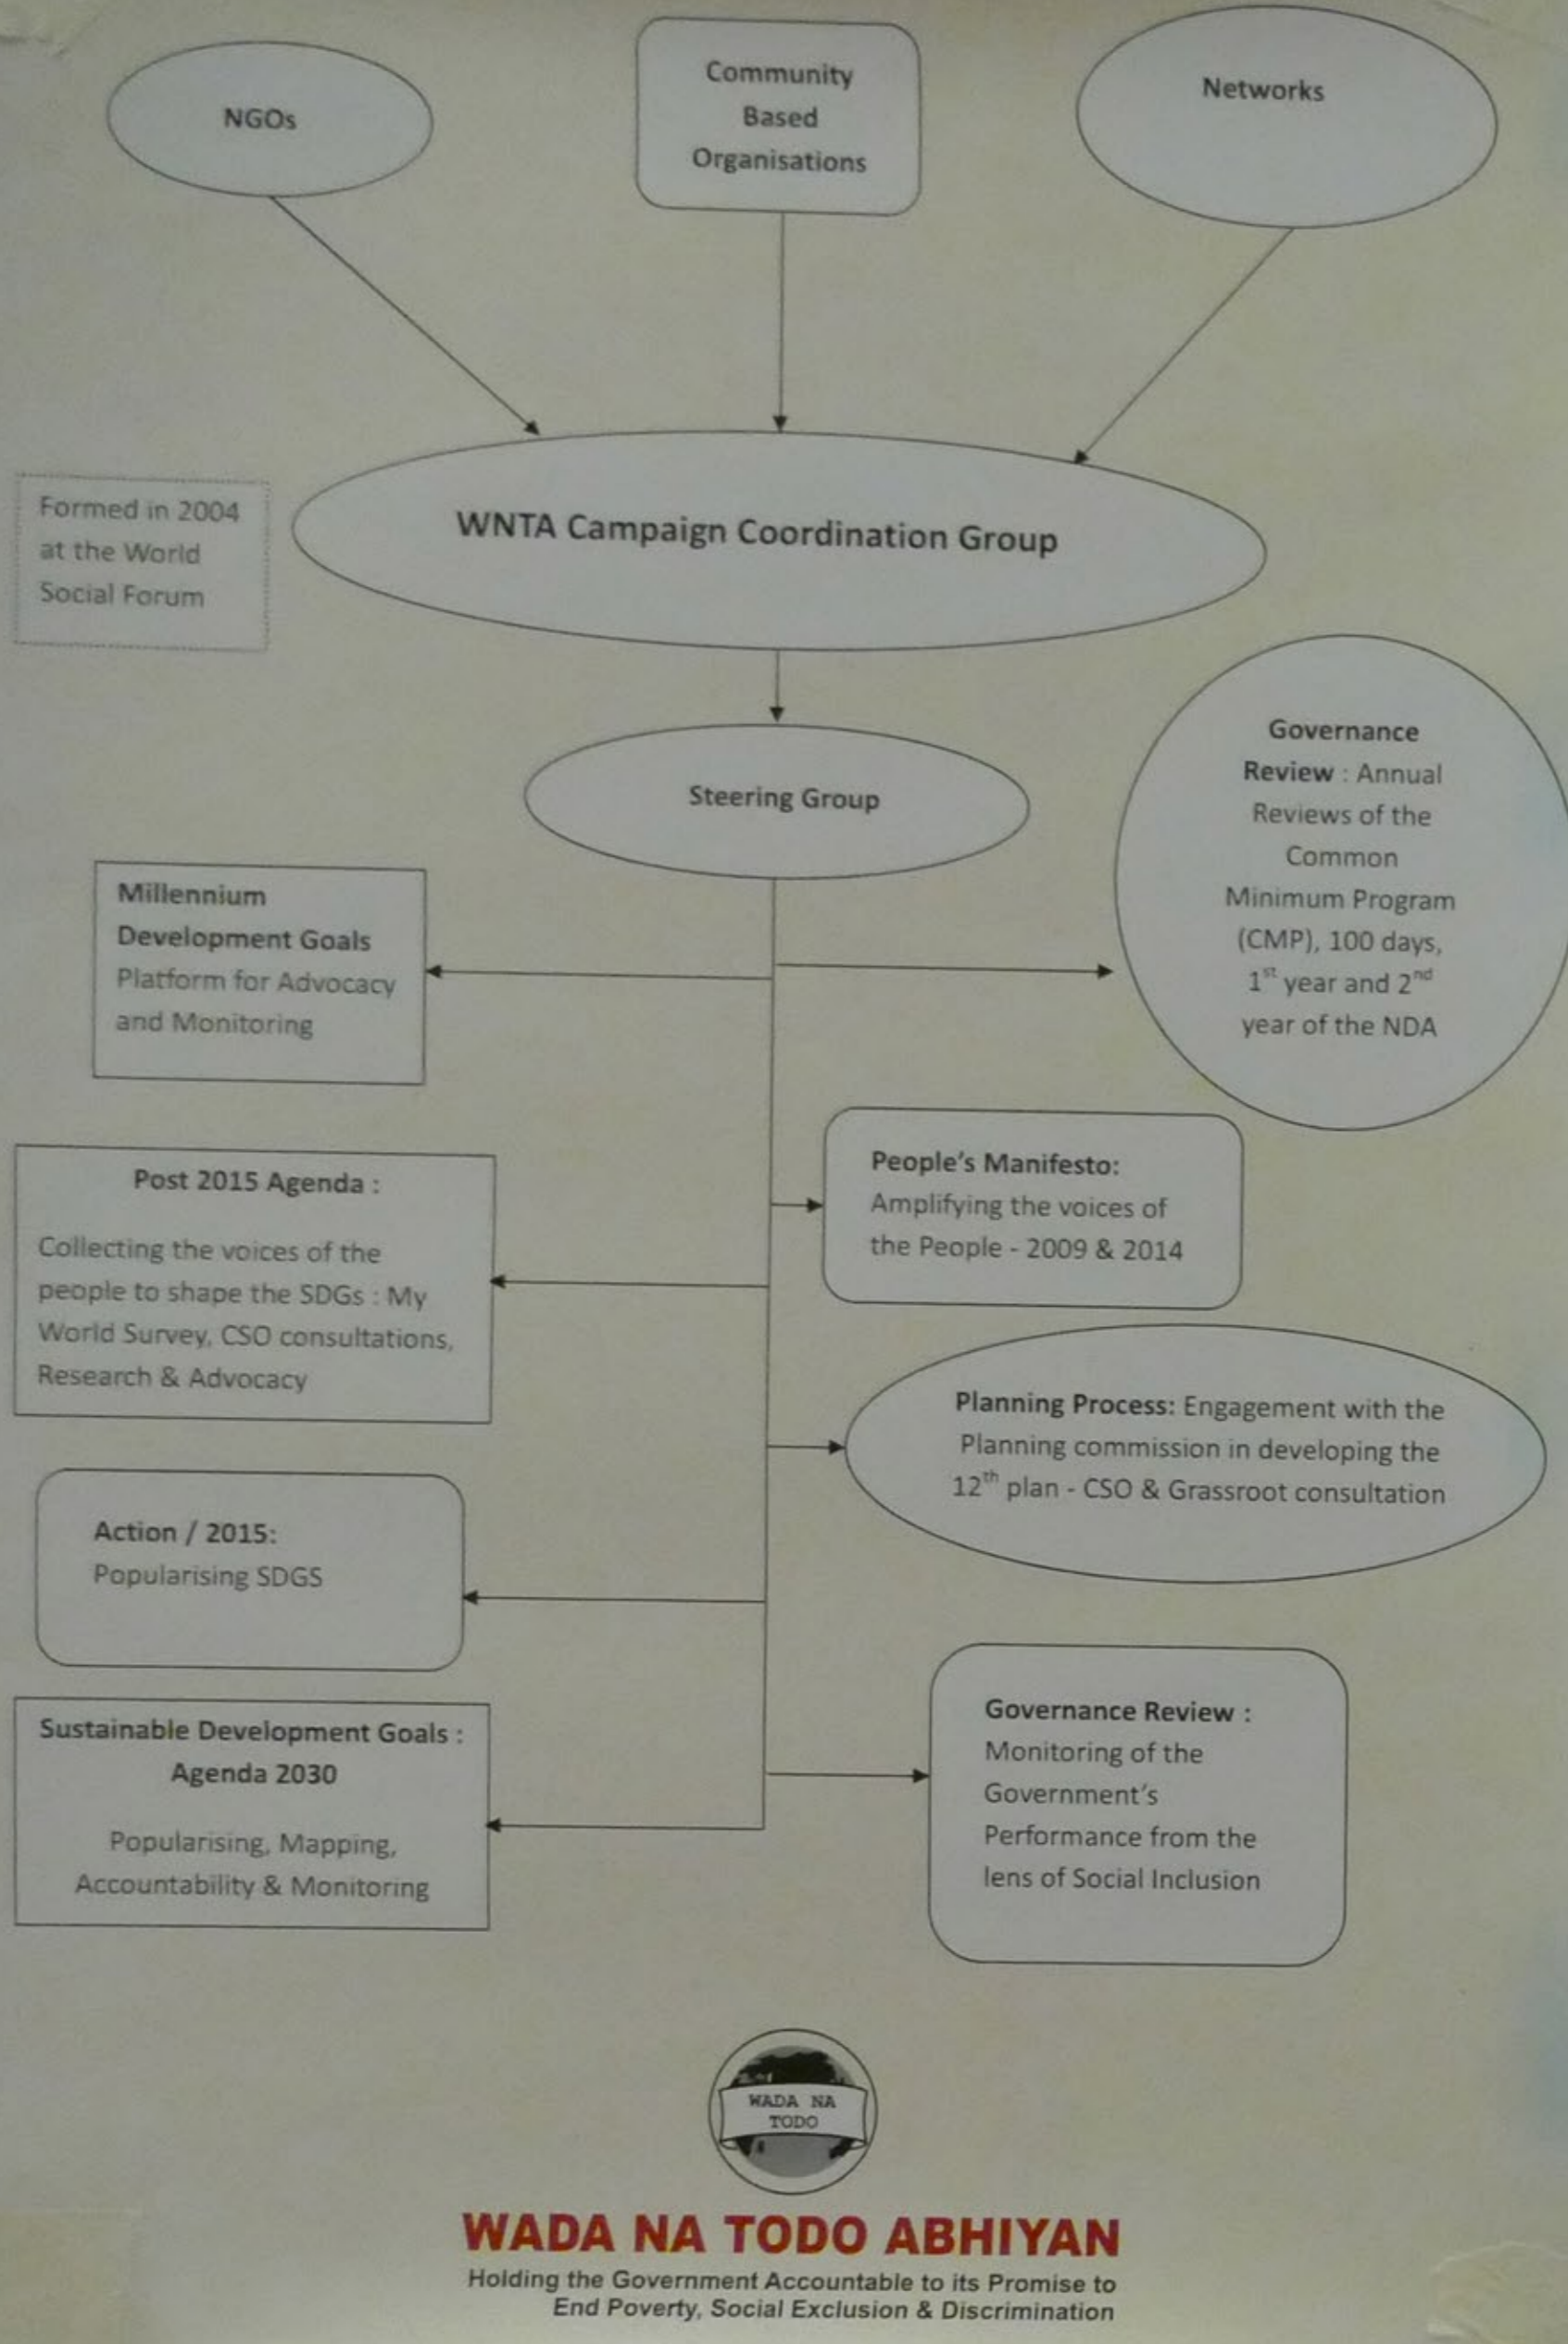 NGOs
Community
Based
Organisations
Networks
Formed in 2004
at the World
Social Forum
WNTA Campaign Coordination Group
Steering Group
Governance
Review : Annual
Reviews of the
Common
Minimum Program
(CMP), 100 days,
1st year and 2nd
year of the NDA
Millennium
Development Goals
Platform for Advocacy
and Monitoring
People's Manifesto:
Amplifying the voices of
the People - 2009 & 2014
Post 2015 Agenda :
Collecting the voices of the
people to shape the SDGs : My
World Survey, CSO consultations,
Research & Advocacy
Planning Process: Engagement with the
Planning commission in developing the
12th plan - CSO & Grassroot consultation
Action / 2015:
Popularising SDGS
Governance Review :
Monitoring of the
Government's
Performance from the
lens of Social Inclusion
Sustainable Development Goals :
Agenda 2030
Popularising, Mapping,
Accountability & Monitoring
WADA NA
TODO
WADA NA TODO ABHIYAN
Holding the Government Accountable to its Promise to
End Poverty, Social Exclusion & Discrimination